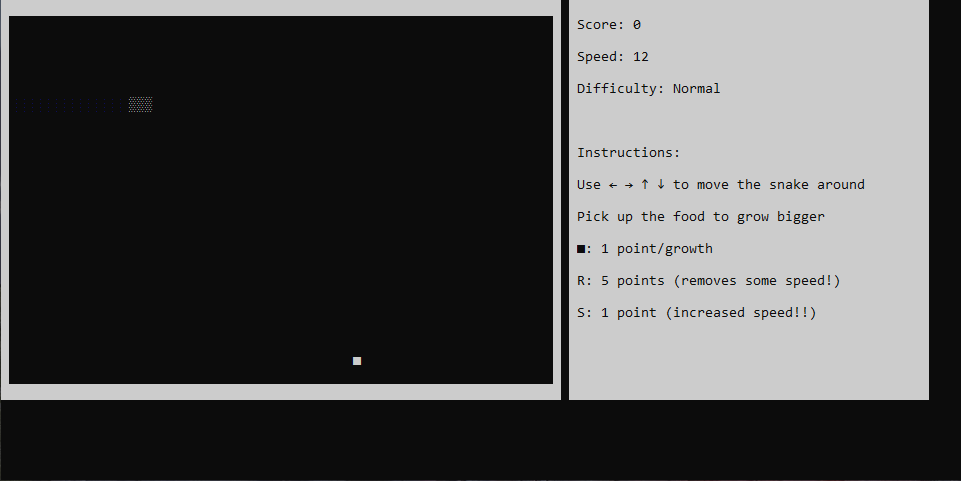 Score: 0
Speed: 12
Difficulty: Normal
Instructions:
Use ← → ↑ ↓ to move the snake around
Pick up the food to grow bigger
■: 1 point/growth
R: 5 points (removes some speed!)
S: 1 point (increased speed!!)